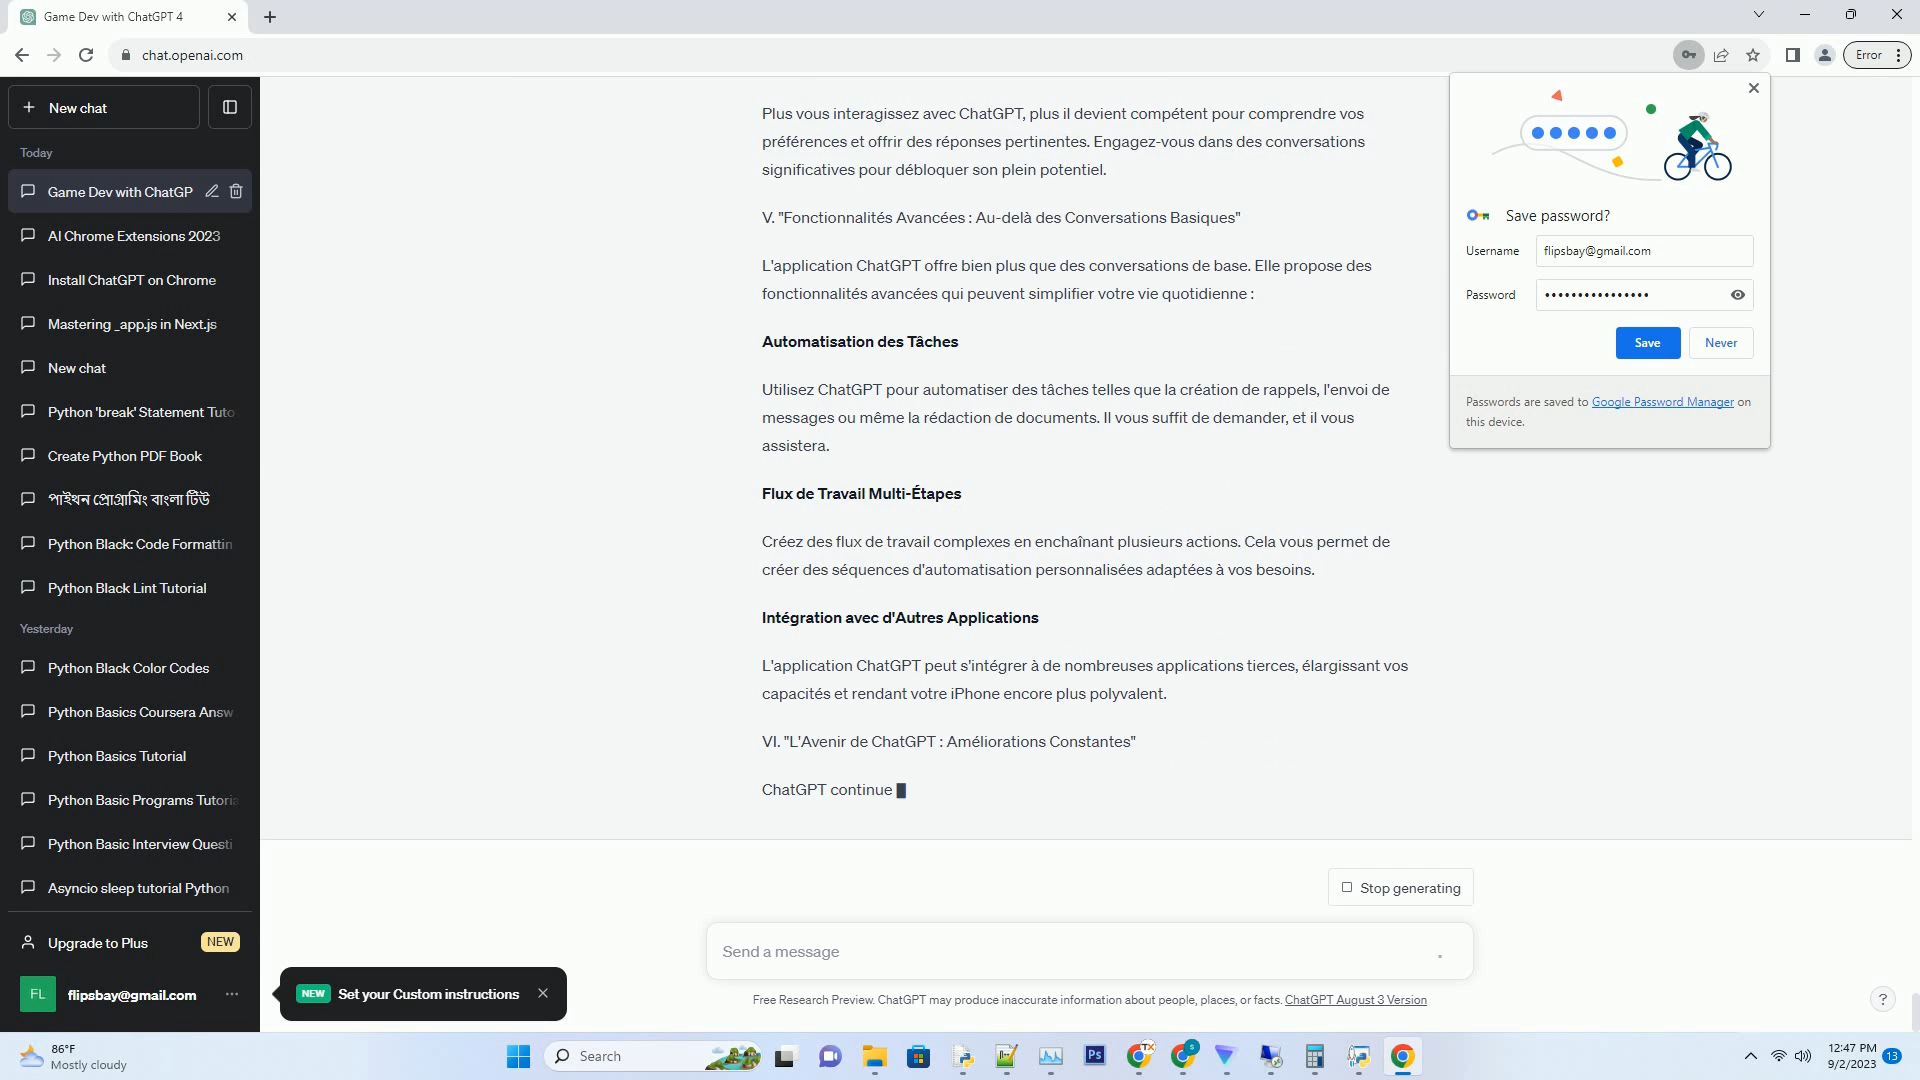 Game Dev with ChatGPT 4
chat.openai.com
Error
New chat
Today
Game Dev with ChatGP
AI Chrome Extensions 2023
Install ChatGPT on Chrome
Mastering _app.js in Next.js
New chat
Python 'break' Statement Tuto
Create Python PDF Book
পাইথন প্রোগ্রামিং বাংলা টিউ
Python Black: Code Formattin
Python Black Lint Tutorial
Yesterday
Python Black Color Codes
Python Basics Coursera Answ
Python Basics Tutorial
Python Basic Programs Tutoria
Python Basic Interview Questi
Asyncio sleep tutorial Python
Upgrade to Plus NEW
FL flipsbay@gmail.com
Plus vous interagissez avec ChatGPT, plus il devient compétent pour comprendre vos
préférences et offrir des réponses pertinentes. Engagez-vous dans des conversations
significatives pour débloquer son plein potentiel.
V. "Fonctionnalités Avancées : Au-delà des Conversations Basiques"
L'application ChatGPT offre bien plus que des conversations de base. Elle propose des
fonctionnalités avancées qui peuvent simplifier votre vie quotidienne :
Automatisation des Tâches
Utilisez ChatGPT pour automatiser des tâches telles que la création de rappels, l'envoi de
messages ou même la rédaction de documents. Il vous suffit de demander, et il vous
assistera.
Flux de Travail Multi-Étapes
Créez des flux de travail complexes en enchaînant plusieurs actions. Cela vous permet de
créer des séquences d'automatisation personnalisées adaptées à vos besoins.
Intégration avec d'Autres Applications
L'application ChatGPT peut s'intégrer à de nombreuses applications tierces, élargissant vos
capacités et rendant votre iPhone encore plus polyvalent.
VI. "L'Avenir de ChatGPT : Améliorations Constantes"
ChatGPT continue
Save password?
Username flipsbay@gmail.com
Password ••••••••••••••••
Save Never
Passwords are saved to Google Password Manager on
this device.
Stop generating
Send a message
NEW Set your Custom instructions
Free Research Preview. ChatGPT may produce inaccurate information about people, places, or facts. ChatGPT August 3 Version
?
86°F
Mostly cloudy
Search
Ps
TX
S
12:47 PM
9/2/2023
13